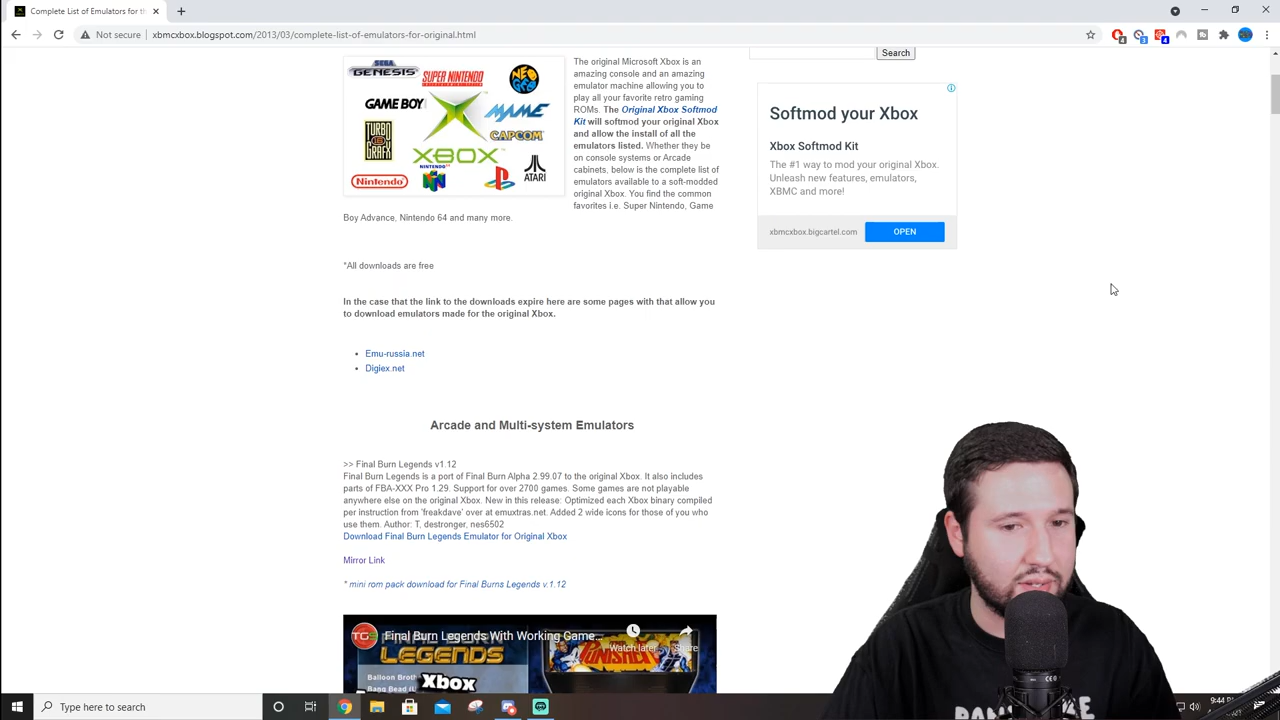 Complete List of Emulators for th
Not secure
xbmcxbox.blogspot.com/2013/03/complete-list-of-emulators-for-original.html
4
3
4
SEGA
GENESIS
SUPER NINTENDO
NEO GEO
GAME BOY
MAME
TURBO
GRAFX
CAPCOM
XBOX
NINTENDO
Nintendo
ATARI
The original Microsoft Xbox is an
amazing console and an amazing
emulator machine allowing you to
play all your favorite retro gaming
ROMs. The Original Xbox Softmod
Kit will softmod your original Xbox
and allow the install of all the
emulators listed. Whether they be
on console systems or Arcade
cabinets, below is the complete list of
emulators available to a soft-modded
original Xbox. You find the common
favorites i.e. Super Nintendo, Game
Boy Advance, Nintendo 64 and many more.
*All downloads are free
In the case that the link to the downloads expire here are some pages with that allow you
to download emulators made for the original Xbox.
• Emu-russia.net
• Digiex.net
Arcade and Multi-system Emulators
>> Final Burn Legends v1.12
Final Burn Legends is a port of Final Burn Alpha 2.99.07 to the original Xbox. It also includes
parts of FBA-XXX Pro 1.29. Support for over 2700 games. Some games are not playable
anywhere else on the original Xbox. New in this release: Optimized each Xbox binary compiled
per instruction from 'freakdave' over at emuxtras.net. Added 2 wide icons for those of you who
use them. Author: T, destronger, nes6502
Download Final Burn Legends Emulator for Original Xbox
Mirror Link
* mini rom pack download for Final Burns Legends v.1.12
TGS
Final Burn Legends With Working Game...
Watch later
Share
LEGENDS
PUNISHER
Balloon Broth
Xbox
Search
Softmod your Xbox
Xbox Softmod Kit
The #1 way to mod your original Xbox.
Unleash new features, emulators,
XBMC and more!
xbmcxbox.bigcartel.com
OPEN
Type here to search
9:44